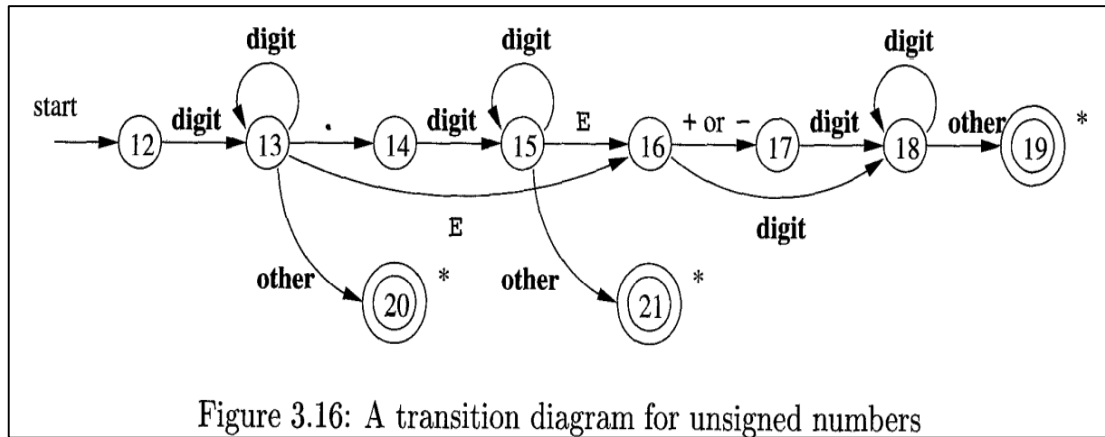 digit digit digit
start digit . digit E + or - digit other *
12 13 14 15 16 17 18 19
E digit
other * other *
20 21
Figure 3.16: A transition diagram for unsigned numbers